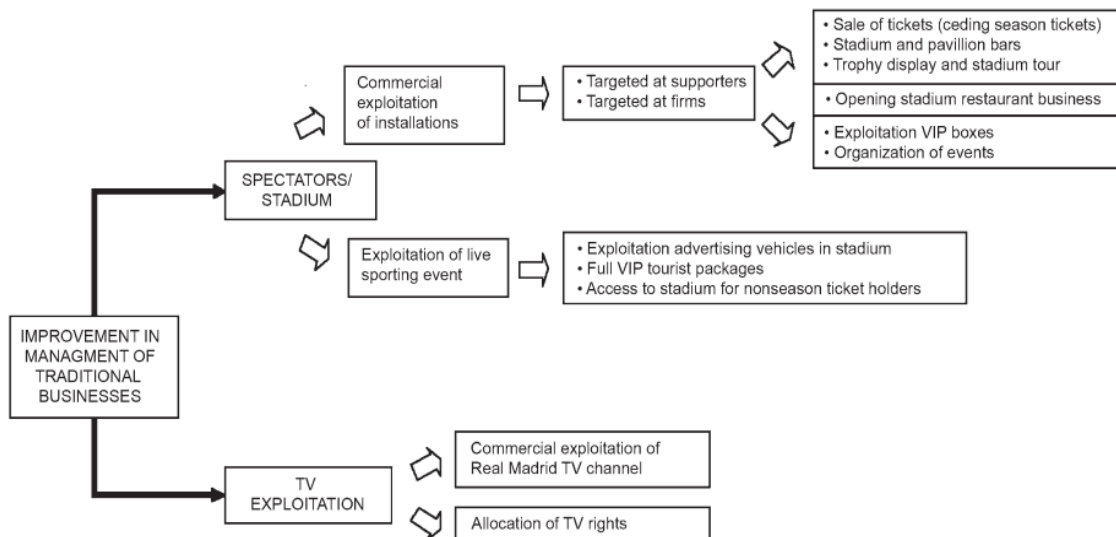 • Sale of tickets (ceding season tickets)
• Stadium and pavillion bars
• Trophy display and stadium tour
Commercial
exploitation
of installations
• Targeted at supporters
• Targeted at firms
• Opening stadium restaurant business
• Exploitation VIP boxes
• Organization of events
SPECTATORS/
STADIUM
Exploitation of live
sporting event
• Exploitation advertising vehicles in stadium
• Full VIP tourist packages
• Access to stadium for nonseason ticket holders
IMPROVEMENT IN
MANAGMENT OF
TRADITIONAL
BUSINESSES
Commercial exploitation of
Real Madrid TV channel
TV
EXPLOITATION
Allocation of TV rights